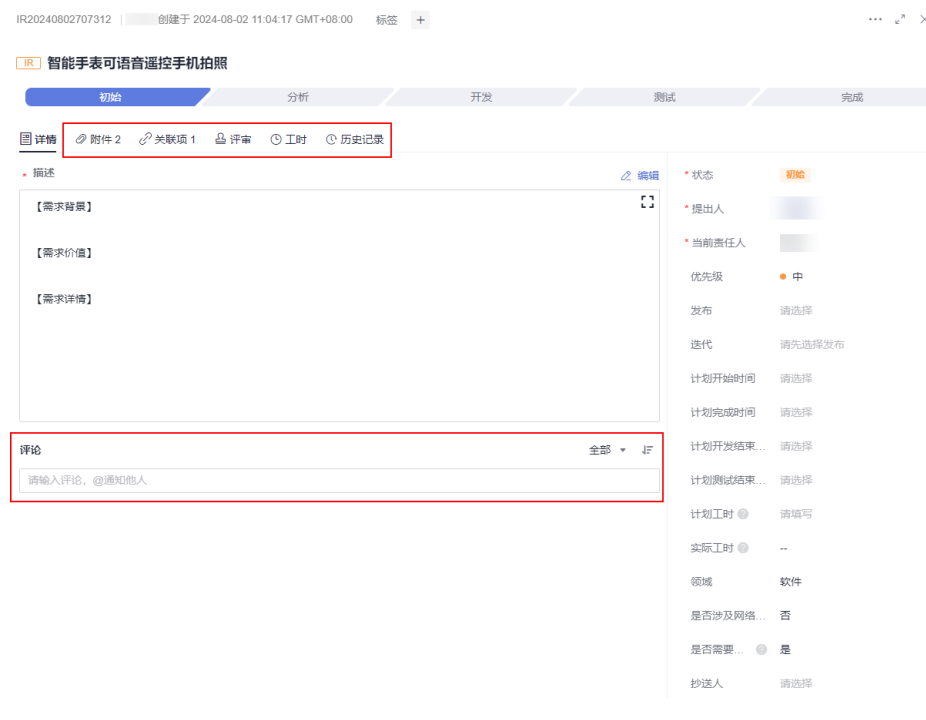 IR20240802707312 创建于 2024-08-02 11:04:17 GMT+08:00 标签 +
IR 智能手表可语音遥控手机拍照
初始 分析 开发 测试 完成
详情 附件 2 关联项 1 评审 工时 历史记录
* 描述 编辑
【需求背景】
【需求价值】
【需求详情】
评论 全部
请输入评论，@通知他人
* 状态 初始
* 提出人
* 当前责任人
优先级 中
发布 请选择
迭代 请先选择发布
计划开始时间 请选择
计划完成时间 请选择
计划开发结束... 请选择
计划测试结束... 请选择
计划工时 请填写
实际工时 --
领域 软件
是否涉及网络... 否
是否需要... 是
抄送人 请选择